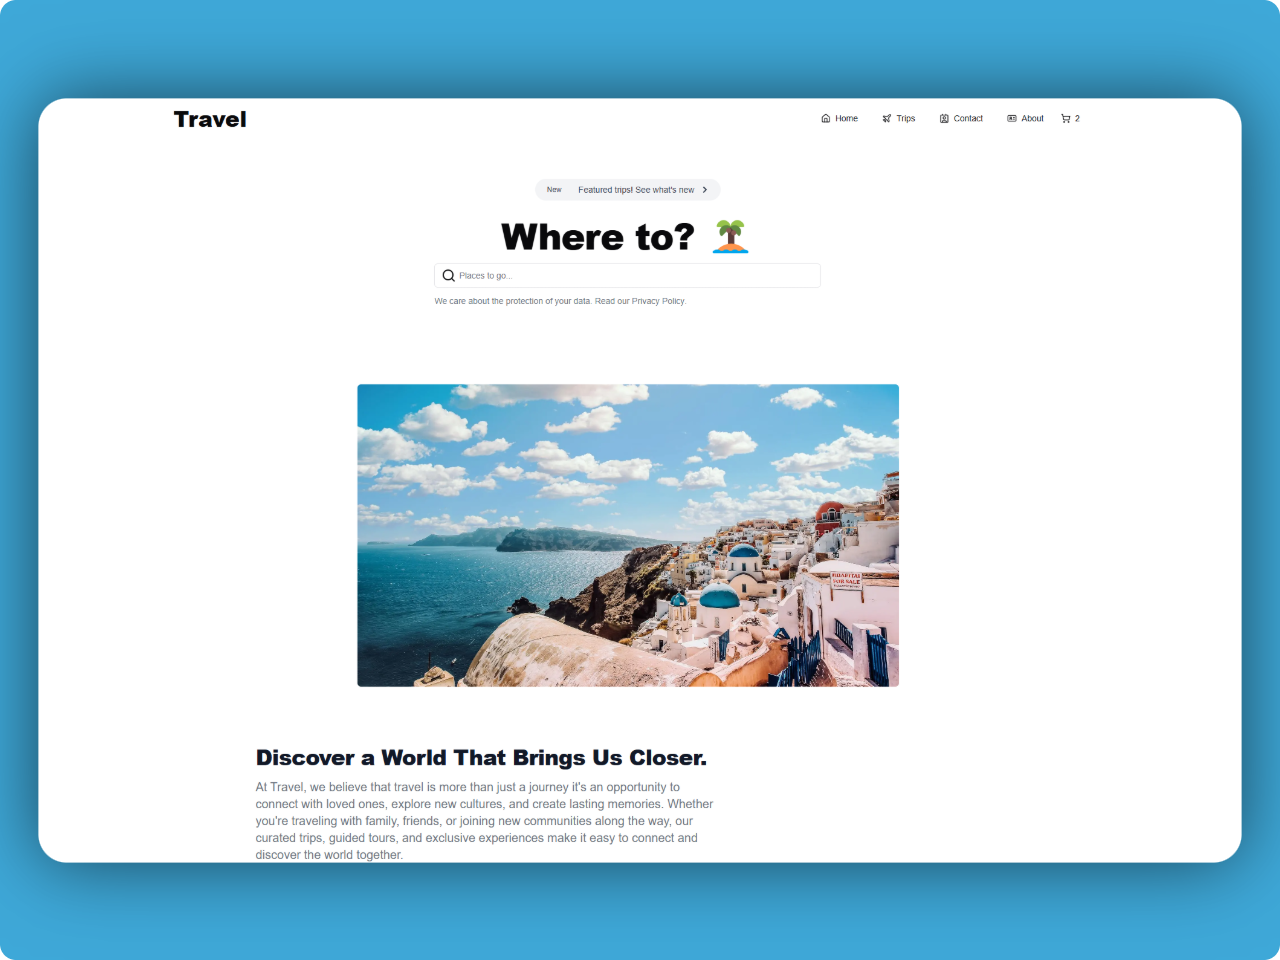 Travel
Home Trips Contact About 2
New Featured trips! See what's new
Where to?
Places to go...
We care about the protection of your data. Read our Privacy Policy.
FOR SALE
Discover a World That Brings Us Closer.
At Travel, we believe that travel is more than just a journey it's an opportunity to
connect with loved ones, explore new cultures, and create lasting memories. Whether
you're traveling with family, friends, or joining new communities along the way, our
curated trips, guided tours, and exclusive experiences make it easy to connect and
discover the world together.